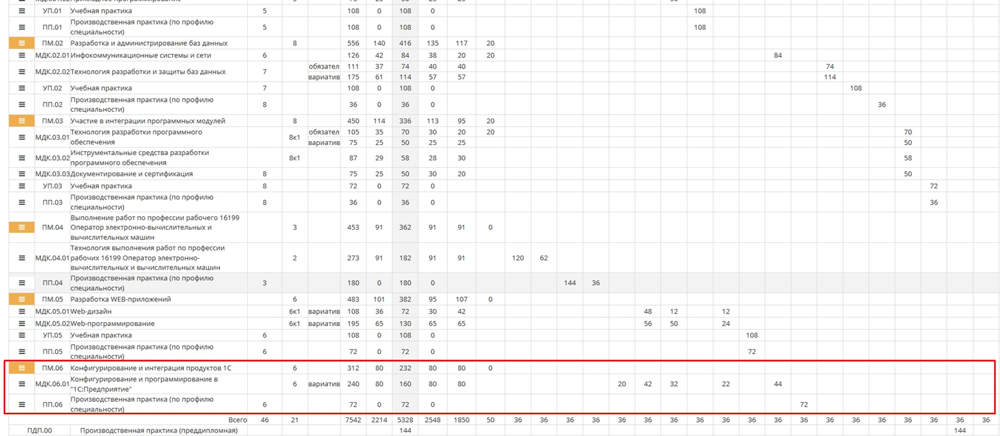 УП.01 Учебная практика 5 108 0 108 0 108
ПП.01 Производственная практика (по профилю специальности) 5 108 0 108 0 108
ПМ.02 Разработка и администрирование баз данных 8 556 140 416 135 117 20
МДК.02.01 Инфокоммуникационные системы и сети 6 126 42 84 38 20 20 84
МДК.02.02 Технология разработки и защиты баз данных 7 обязател 111 37 74 40 40 74
вариатив 175 61 114 57 57 114
УП.02 Учебная практика 7 108 0 108 0 108
ПП.02 Производственная практика (по профилю специальности) 8 36 0 36 0 36
ПМ.03 Участие в интеграции программных модулей 8 450 114 336 113 95 20
МДК.03.01 Технология разработки программного обеспечения 8к1 обязател 105 35 70 30 20 20 70
вариатив 75 25 50 25 25 50
МДК.03.02 Инструментальные средства разработки программного обеспечения 8к1 87 29 58 28 30 58
МДК.03.03 Документирование и сертификация 8 75 25 50 30 20 50
УП.03 Учебная практика 8 72 0 72 0 72
ПП.03 Производственная практика (по профилю специальности) 8 36 0 36 0 36
ПМ.04 Выполнение работ по профессии рабочего 16199 Оператор электронно-вычислительных и вычислительных машин 3 453 91 362 91 91 0
МДК.04.01 Технология выполнения работ по профессии рабочих 16199 Оператор электронно-вычислительных и вычислительных машин 2 273 91 182 91 91 120 62
ПП.04 Производственная практика (по профилю специальности) 3 180 0 180 0 144 36
ПМ.05 Разработка WEB-приложений 6 483 101 382 95 107 0
МДК.05.01 Web-дизайн 6к1 вариатив 108 36 72 30 42 48 12 12
МДК.05.02 Web-программирование 6к1 вариатив 195 65 130 65 65 56 50 24
УП.05 Учебная практика 6 108 0 108 0 108
ПП.05 Производственная практика (по профилю специальности) 6 72 0 72 0 72
ПМ.06 Конфигурирование и интеграция продуктов 1С 6 312 80 232 80 80 0
МДК.06.01 Конфигурирование и программирование в "1С:Предприятие" 6 вариатив 240 80 160 80 80 20 42 32 22 44
ПП.06 Производственная практика (по профилю специальности) 6 72 0 72 0 72
Всего 46 21 7542 2214 5328 2548 1850 50 36 36 36 36 36 36 36 36 36 36 36 36 36 36 36 36 36 36 36
ПДП.00 Производственная практика (преддипломная) 144 144